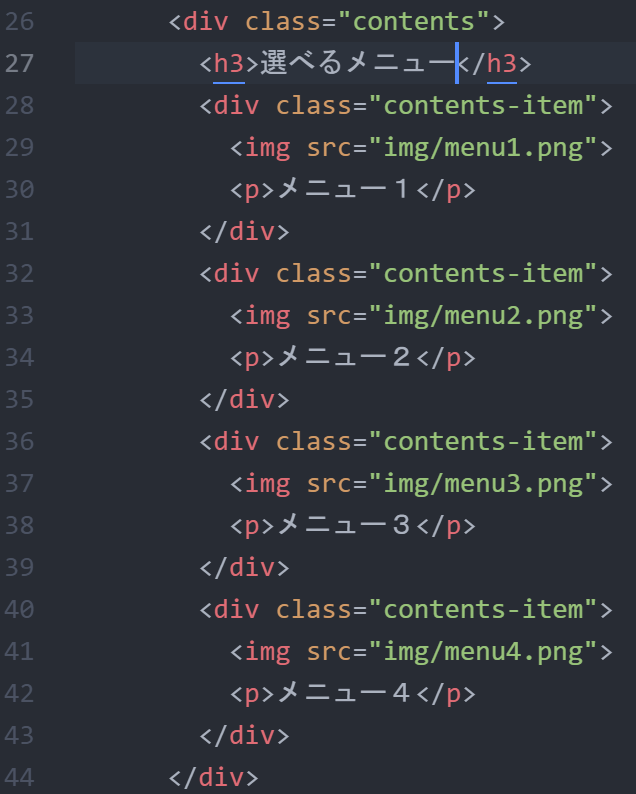 26 <div class="contents">
27 <h3>選べるメニュー</h3>
28 <div class="contents-item">
29 <img src="img/menu1.png">
30 <p>メニュー１</p>
31 </div>
32 <div class="contents-item">
33 <img src="img/menu2.png">
34 <p>メニュー２</p>
35 </div>
36 <div class="contents-item">
37 <img src="img/menu3.png">
38 <p>メニュー３</p>
39 </div>
40 <div class="contents-item">
41 <img src="img/menu4.png">
42 <p>メニュー４</p>
43 </div>
44 </div>